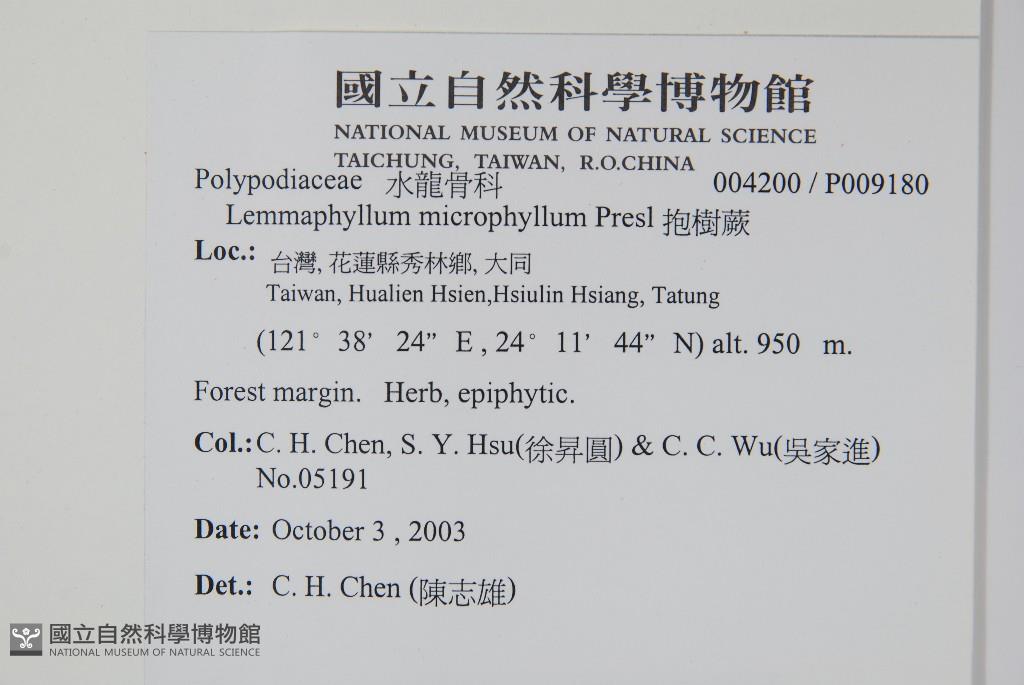 國立自然科學博物館
NATIONAL MUSEUM OF NATURAL SCIENCE
TAICHUNG, TAIWAN, R.O.CHINA
Polypodiaceae 水龍骨科 004200 / P009180
Lemmaphyllum microphyllum Presl 抱樹蕨
Loc.: 台灣, 花蓮縣秀林鄉, 大同
Taiwan, Hualien Hsien,Hsiulin Hsiang, Tatung
(121° 38’ 24” E , 24° 11’ 44” N) alt. 950 m.
Forest margin. Herb, epiphytic.
Col.: C. H. Chen, S. Y. Hsu(徐昇圓) & C. C. Wu(吳家進)
No.05191
Date: October 3 , 2003
Det.: C. H. Chen (陳志雄)
國立自然科學博物館
NATIONAL MUSEUM OF NATURAL SCIENCE